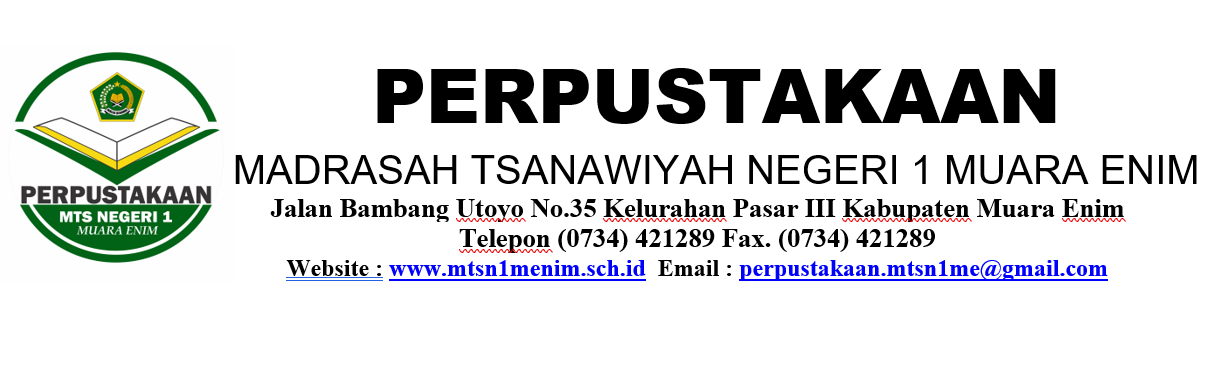 PERPUSTAKAAN
MADRASAH TSANAWIYAH NEGERI 1 MUARA ENIM
Jalan Bambang Utoyo No.35 Kelurahan Pasar III Kabupaten Muara Enim
Telepon (0734) 421289 Fax. (0734) 421289
Website : www.mtsn1menim.sch.id Email : perpustakaan.mtsn1me@gmail.com
PERPUSTAKAAN
MTS NEGERI 1
MUARA ENIM